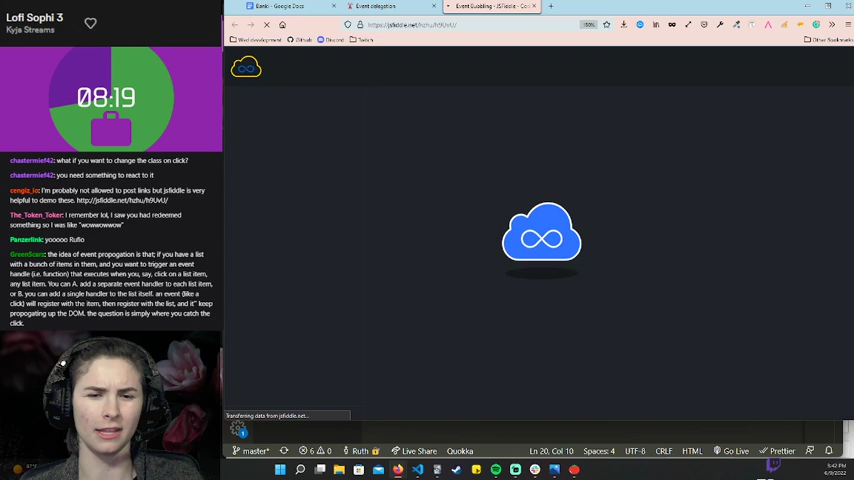 Lofi Sophi 3
Kyja Streams
08:19
chastermief42: what if you want to change the class on click?
chastermief42: you need something to react to it
cengiz_io: I'm probably not allowed to post links but jsfiddle is very
helpful to demo these. http://jsfiddle.net/hzhu/h9UvU/
The_Token_Toker: I remember lol, I saw you had redeemed
something so I was like "wowwowwow"
Panzerlink: yooooo Rufio
GreenScarz: the idea of event propogation is that; if you have a list
with a bunch of items in them, and you want to trigger an event
handler (i.e. function) that executes when you, say, click on a list item,
any list item. You can A. add a separate event handler to each list item,
or B. you can add a single handler to the list itself. an event (like a
click) will register with the item, then register with the list, and it" keep
propogating up the DOM. the question is simply where you catch the
click.
Banki - Google Docs
Event delegation
Event Bubbling - JSFiddle - Co
https://jsfiddle.net/hzhu/h9UvU/
Wed development
Github
Discord
Twitch
Other Bookmarks
Transferring data from jsfiddle.net...
1
master*
6
0
Ruth
Live Share
Quokka
Ln 20, Col 10
Spaces: 4
UTF-8
CRLF
HTML
Go Live
Prettier
5:42 PM
6/9/2022